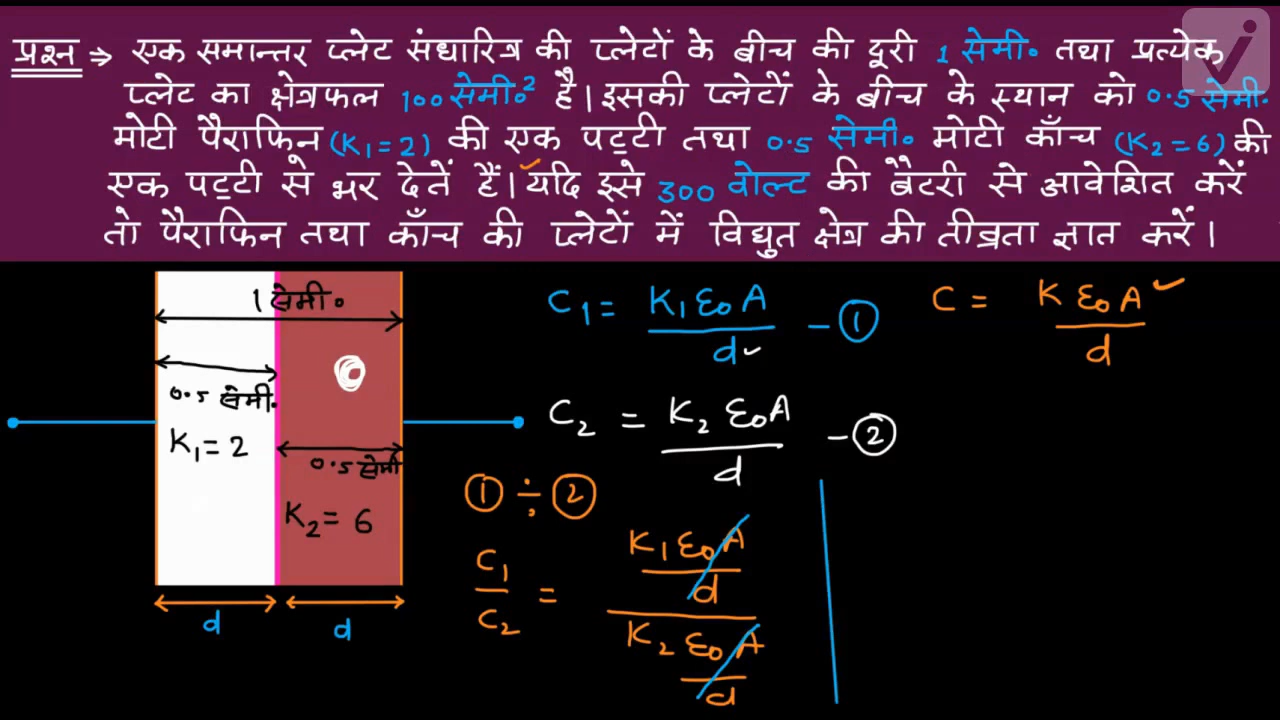 प्रश्न → एक समान्तर प्लेट संधारित्र की प्लेटों के बीच की दूरी 1 सेमी॰ तथा प्रत्येक
प्लेट का क्षेत्रफल 100 सेमी॰² है। इसकी प्लेटों के बीच के स्थान को 0.5 सेमी.
मोटी पैराफिन (K₁=2) की एक पट्टी तथा 0.5 सेमी॰ मोटी काँच (K₂=6) की
एक पट्टी से भर देतें हैं। यदि इसे 300 वोल्ट की बैटरी से आवेशित करें
तो पैराफिन तथा काँच की प्लेटों में विद्युत क्षेत्र की तीव्रता ज्ञात करें।
1 सेमी॰
0.5 सेमी.
K₁=2
0.5 सेमी
K₂=6
d
d
C₁ = K₁ε₀A/d - ①
C = Kε₀A/d
C₂ = K₂ε₀A/d - ②
① ÷ ②
C₁/C₂ = (K₁ε₀A/d)/(K₂ε₀A/d)